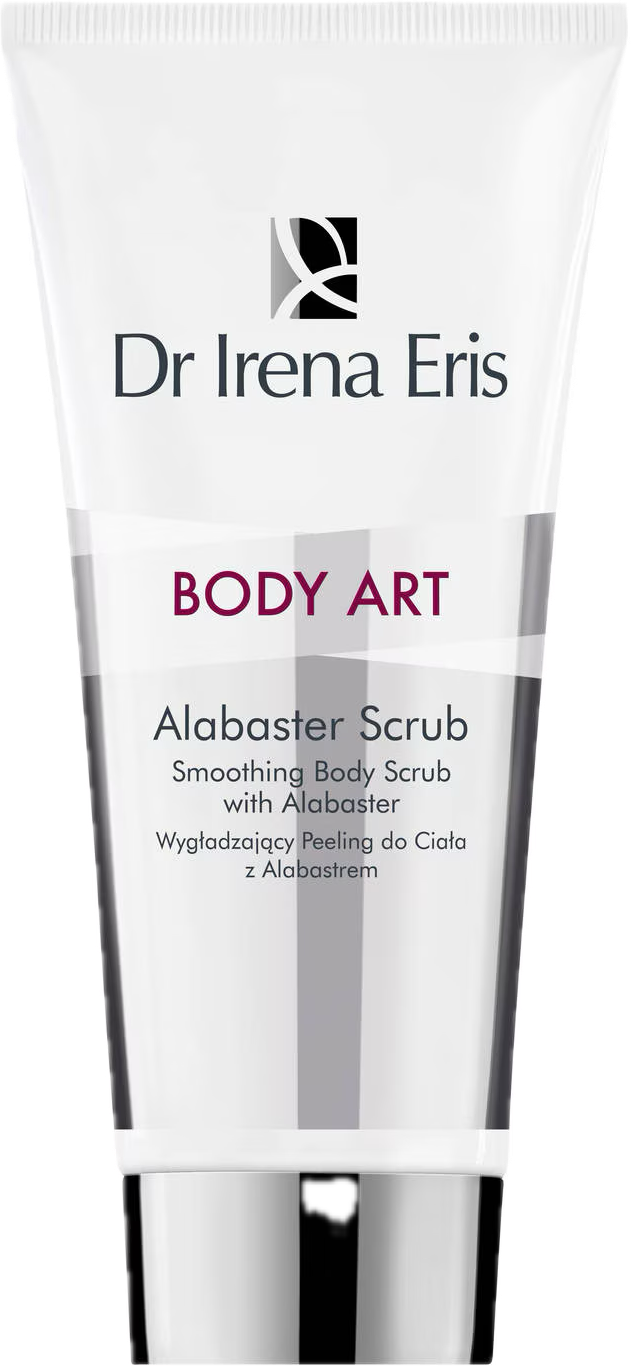 Dr Irena Eris
BODY ART
Alabaster Scrub
Smoothing Body Scrub
with Alabaster
Wygładzający Peeling do Ciała
z Alabastrem